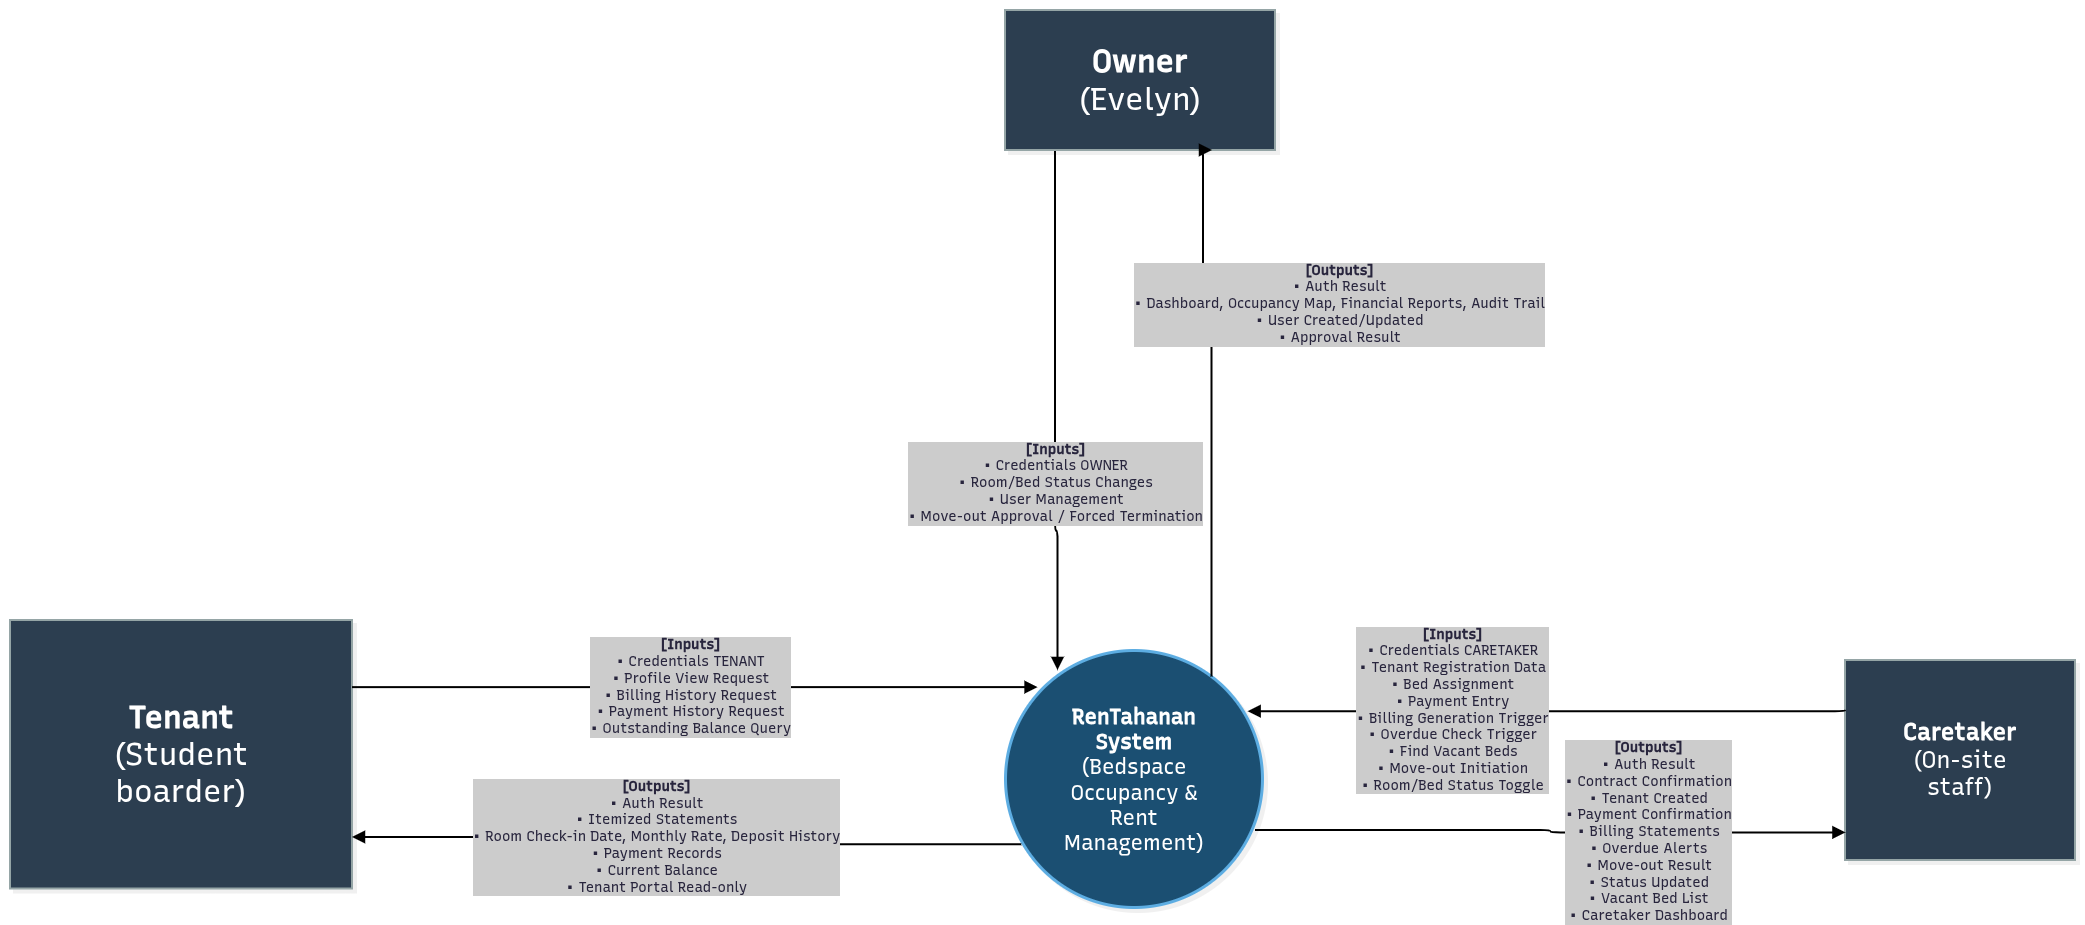 Owner
(Evelyn)
[Outputs]
▪ Auth Result
▪ Dashboard, Occupancy Map, Financial Reports, Audit Trail
▪ User Created/Updated
▪ Approval Result
[Inputs]
▪ Credentials OWNER
▪ Room/Bed Status Changes
▪ User Management
▪ Move-out Approval / Forced Termination
Tenant
(Student
boarder)
[Inputs]
▪ Credentials TENANT
▪ Profile View Request
▪ Billing History Request
▪ Payment History Request
▪ Outstanding Balance Query
[Outputs]
▪ Auth Result
▪ Itemized Statements
▪ Room Check-in Date, Monthly Rate, Deposit History
▪ Payment Records
▪ Current Balance
▪ Tenant Portal Read-only
RenTahanan
System
(Bedspace
Occupancy &
Rent
Management)
[Inputs]
▪ Credentials CARETAKER
▪ Tenant Registration Data
▪ Bed Assignment
▪ Payment Entry
▪ Billing Generation Trigger
▪ Overdue Check Trigger
▪ Find Vacant Beds
▪ Move-out Initiation
▪ Room/Bed Status Toggle
[Outputs]
▪ Auth Result
▪ Contract Confirmation
▪ Tenant Created
▪ Payment Confirmation
▪ Billing Statements
▪ Overdue Alerts
▪ Move-out Result
▪ Status Updated
▪ Vacant Bed List
▪ Caretaker Dashboard
Caretaker
(On-site
staff)